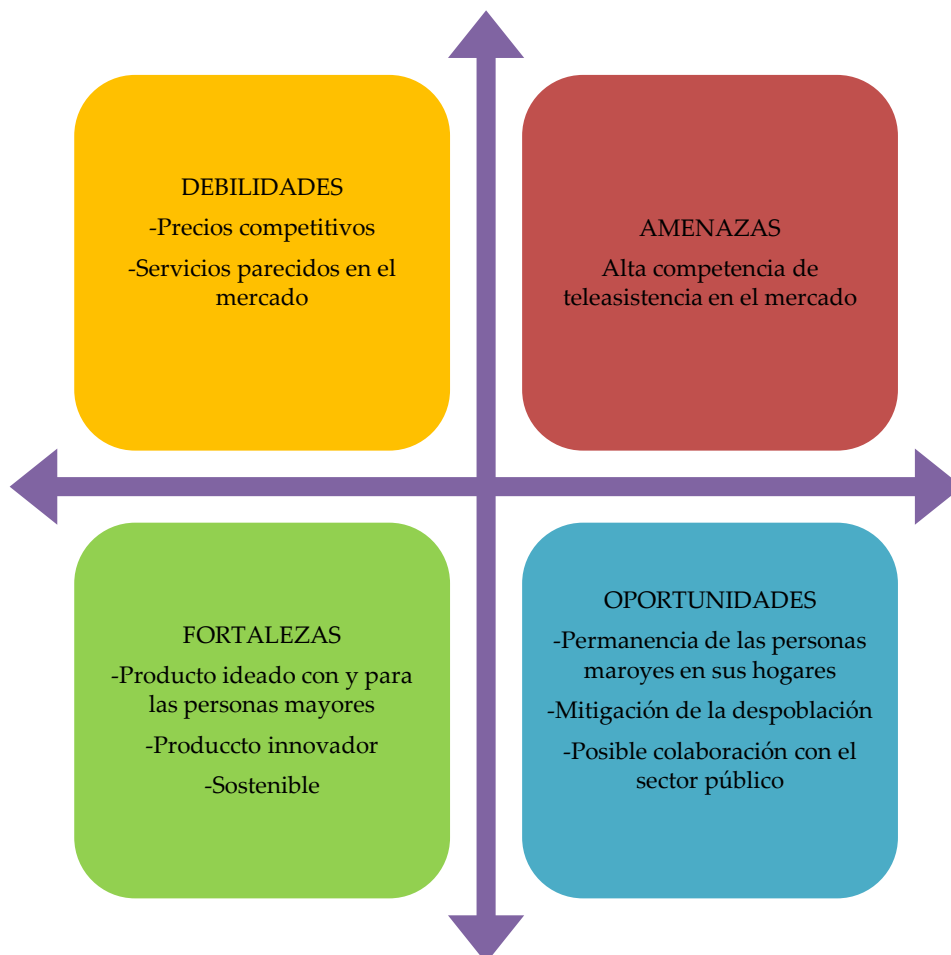 DEBILIDADES
-Precios competitivos
-Servicios parecidos en el
mercado
AMENAZAS
Alta competencia de
teleasistencia en el mercado
FORTALEZAS
-Producto ideado con y para
las personas mayores
-Produccto innovador
-Sostenible
OPORTUNIDADES
-Permanencia de las personas
maroyes en sus hogares
-Mitigación de la despoblación
-Posible colaboración con el
sector público